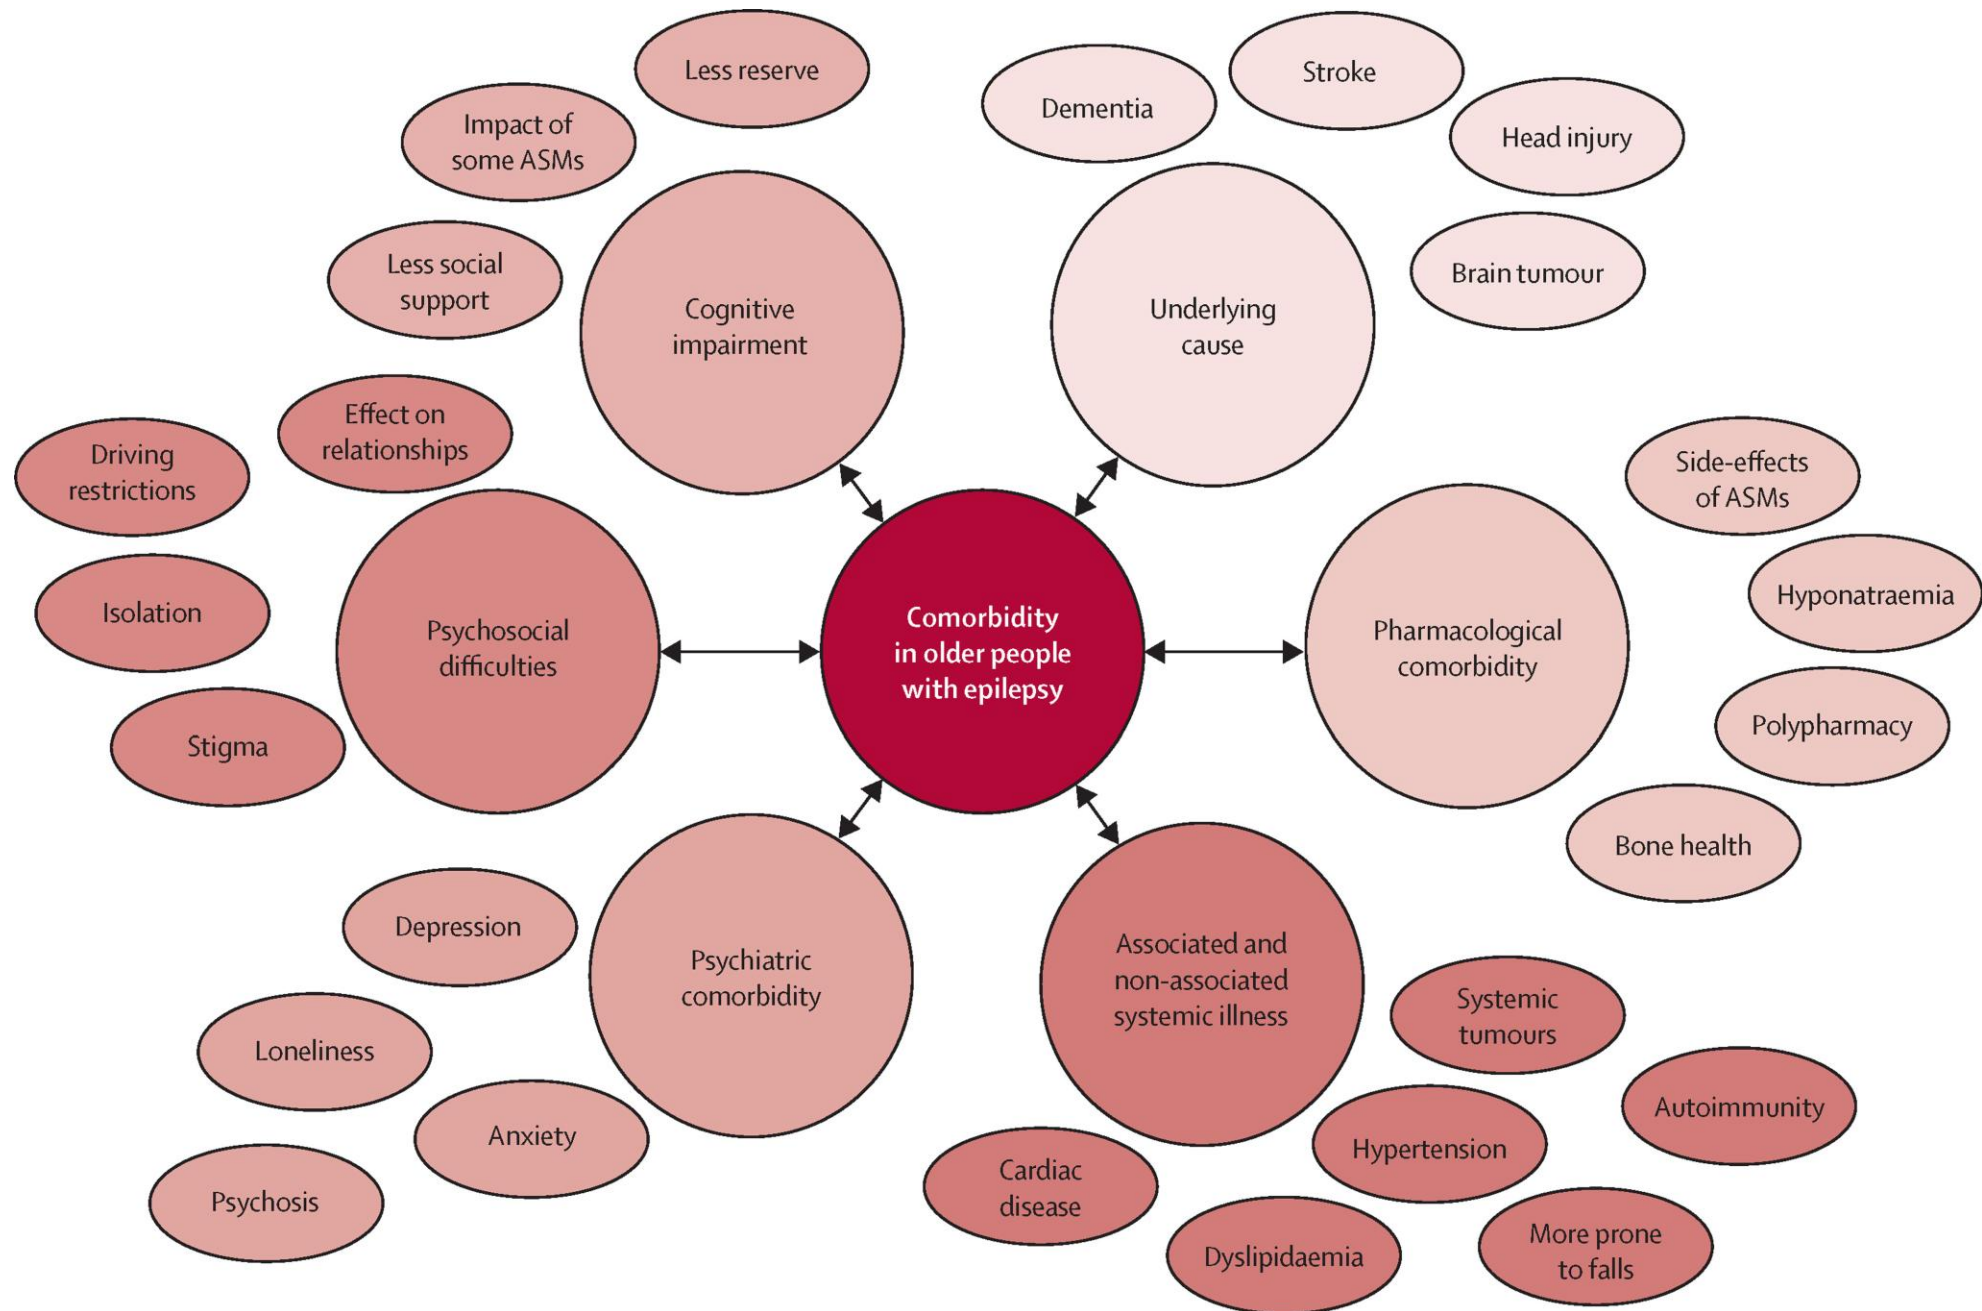 Less reserve
Impact of
some ASMs
Less social
support
Cognitive
impairment
Dementia
Stroke
Head injury
Brain tumour
Underlying
cause
Effect on
relationships
Driving
restrictions
Isolation
Stigma
Psychosocial
difficulties
Comorbidity
in older people
with epilepsy
Side-effects
of ASMs
Hyponatraemia
Polypharmacy
Bone health
Pharmacological
comorbidity
Depression
Loneliness
Anxiety
Psychosis
Psychiatric
comorbidity
Associated and
non-associated
systemic illness
Systemic
tumours
Autoimmunity
Hypertension
Cardiac
disease
Dyslipidaemia
More prone
to falls